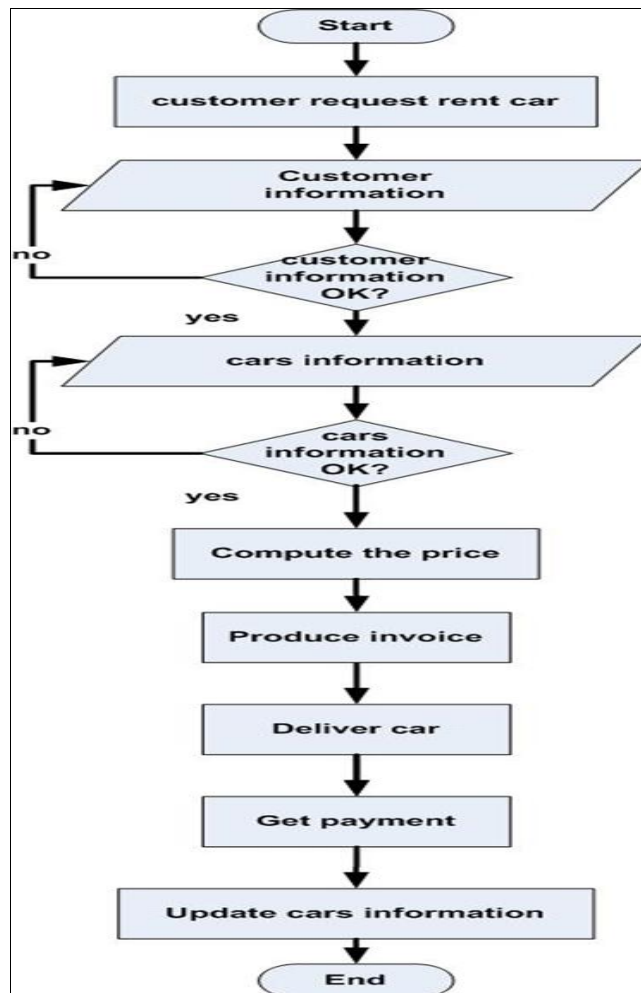 Start
customer request rent car
Customer
information
customer
information
OK?
no
yes
cars information
cars
information
OK?
no
yes
Compute the price
Produce invoice
Deliver car
Get payment
Update cars information
End